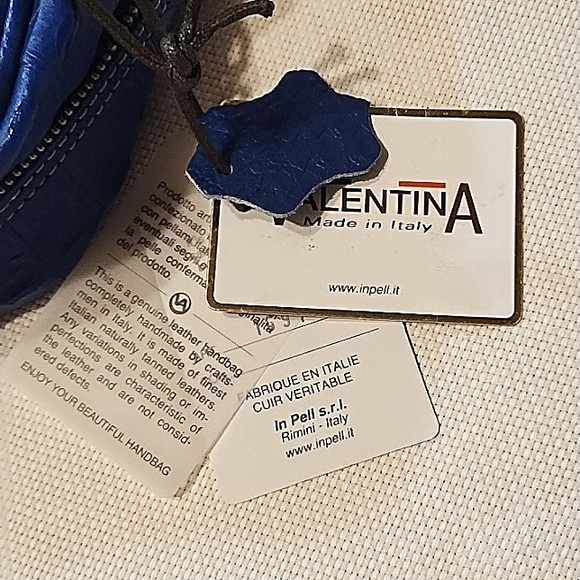 VALENTINA
Made in Italy
www.inpell.it
Prodotto
confezionato
con pellami
eventuali segni
la pelle conferma
del prodotto
This is a genuine leather handbag
completely handmade by crafts-
men in Italy. It is made of finest
Italian naturally tanned leathers.
Any variations in shading or im-
perfections are characteristic of
the leather and are not consid-
ered defects.
ENJOY YOUR BEAUTIFUL HANDBAG
FABRIQUE EN ITALIE
CUIR VERITABLE
In Pell s.r.l.
Rimini - Italy
www.inpell.it